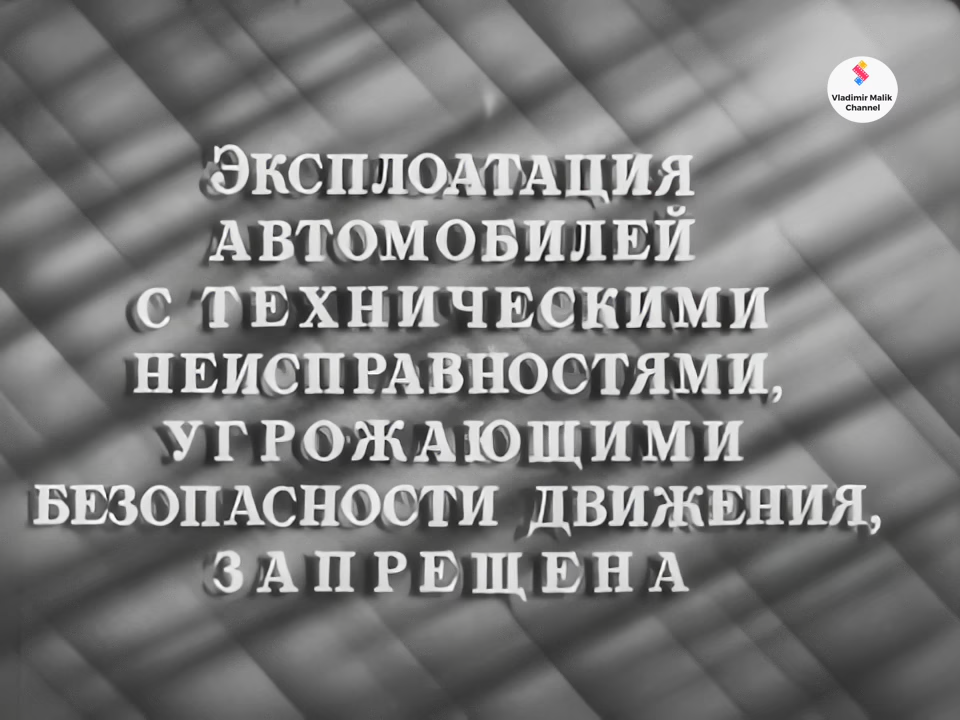 Vladimir Malik
Channel
Эксплоатация
автомобилей
с техническими
неисправностями,
угрожающими
безопасности движения,
запрещена